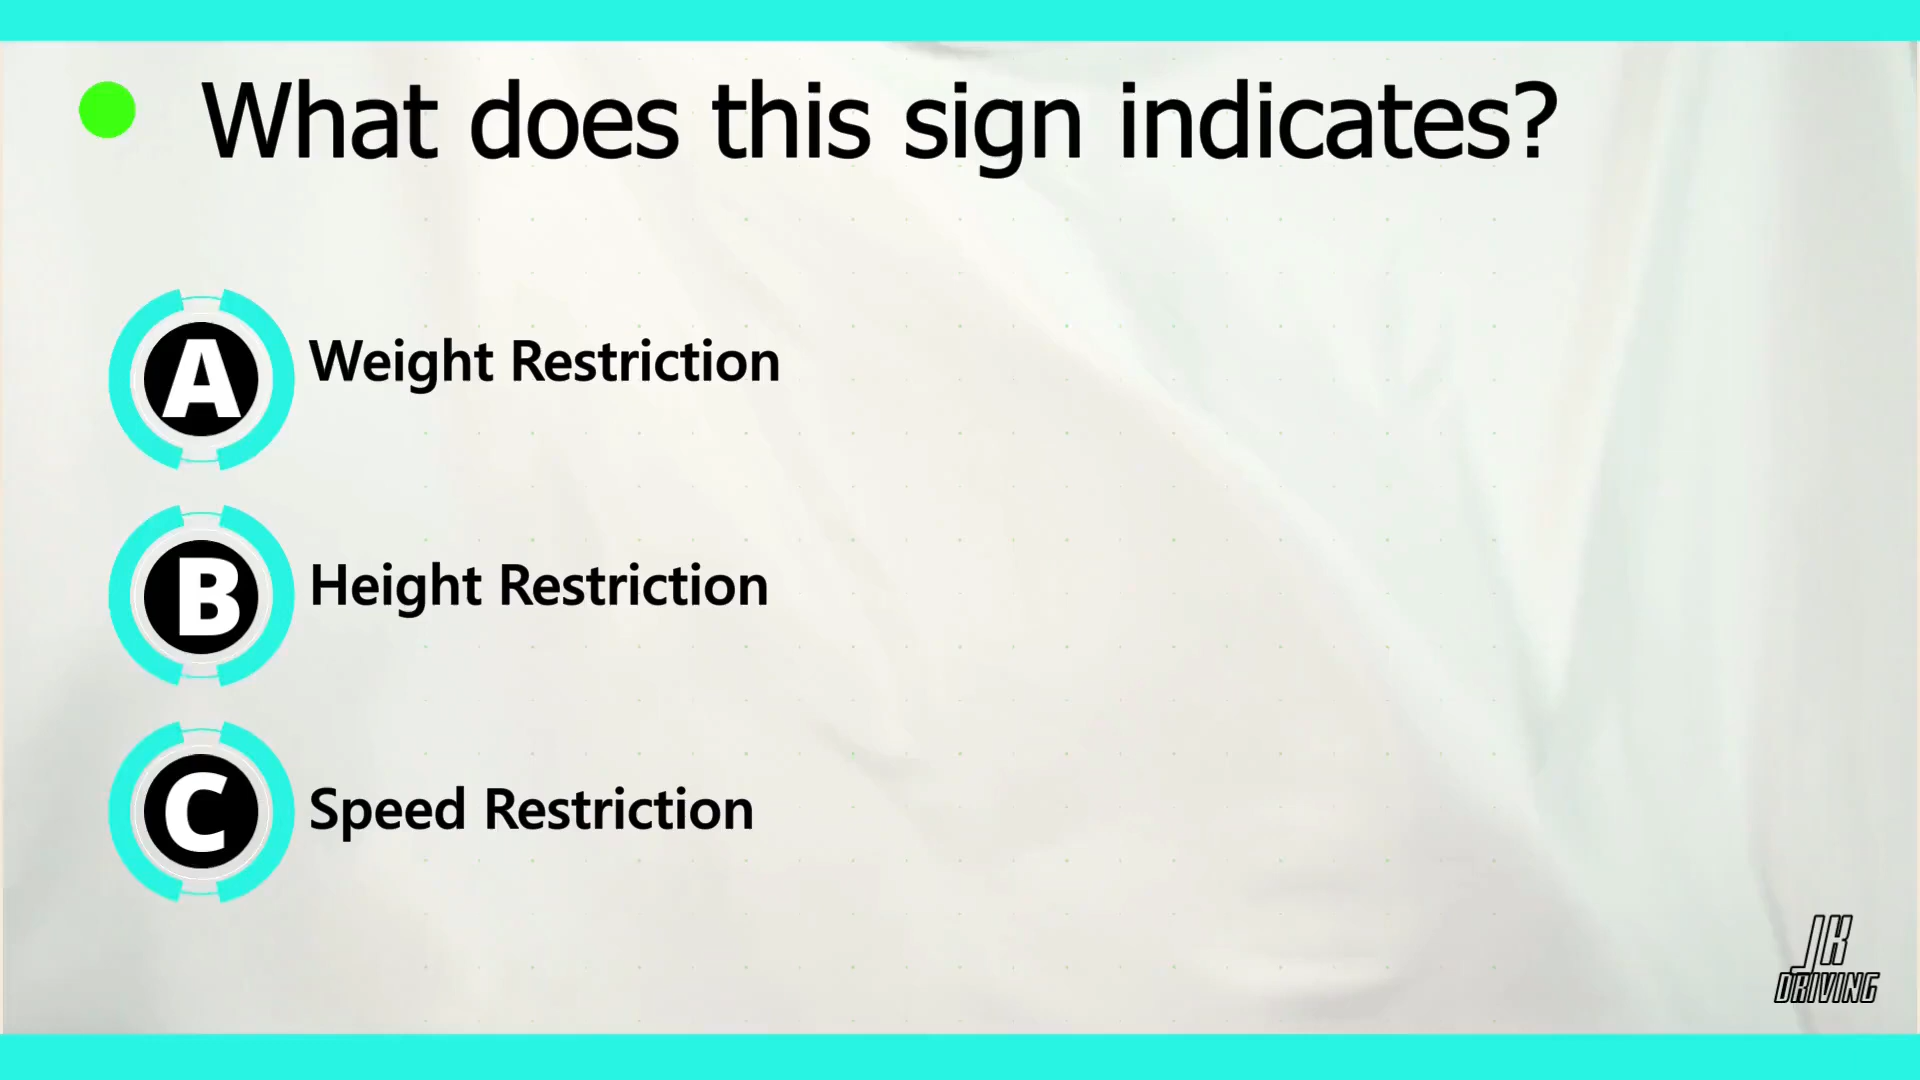 What does this sign indicates?
A
Weight Restriction
B
Height Restriction
C
Speed Restriction
JK
DRIVING